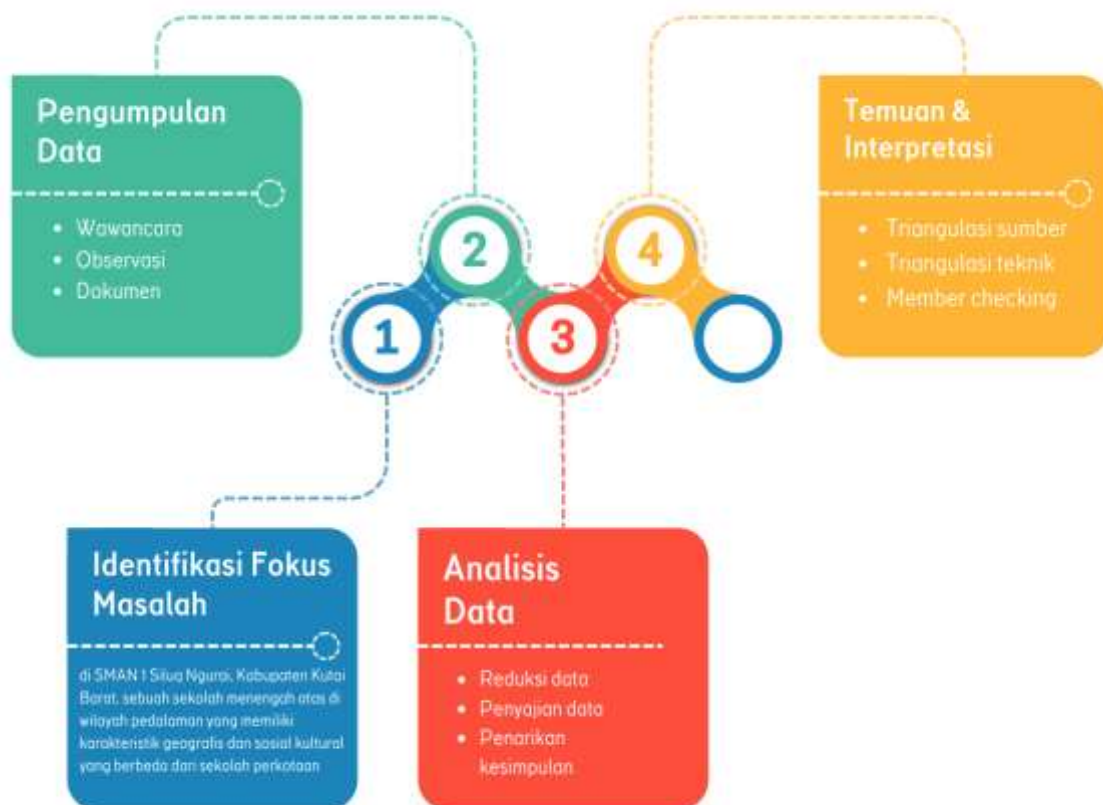 Pengumpulan
Data
• Wawancara
• Observasi
• Dokumen
Temuan &
Interpretasi
• Triangulasi sumber
• Triangulasi teknik
• Member checking
2
4
1
3
Identifikasi Fokus
Masalah
di SMAN 1 Siluq Ngurai, Kabupaten Kutai
Barat, sebuah sekolah menengah atas di
wilayah pedalaman yang memiliki
karakteristik geografis dan sosial kultural
yang berbeda dari sekolah perkotaan
Analisis
Data
• Reduksi data
• Penyajian data
• Penarikan
kesimpulan